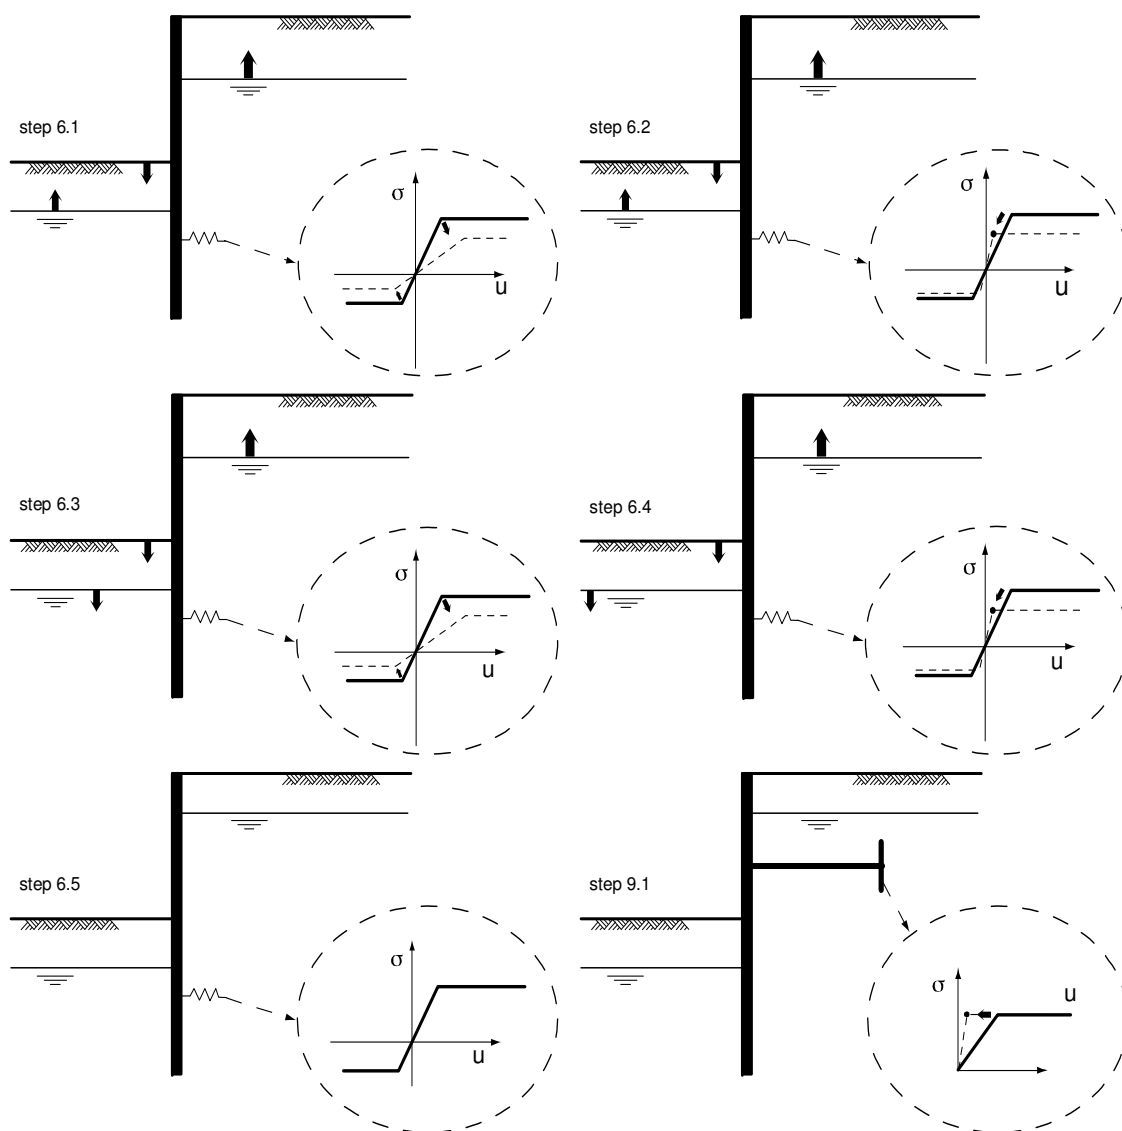 step 6.1
σ
u
step 6.2
σ
u
step 6.3
σ
u
step 6.4
σ
u
step 6.5
σ
u
step 9.1
σ
u